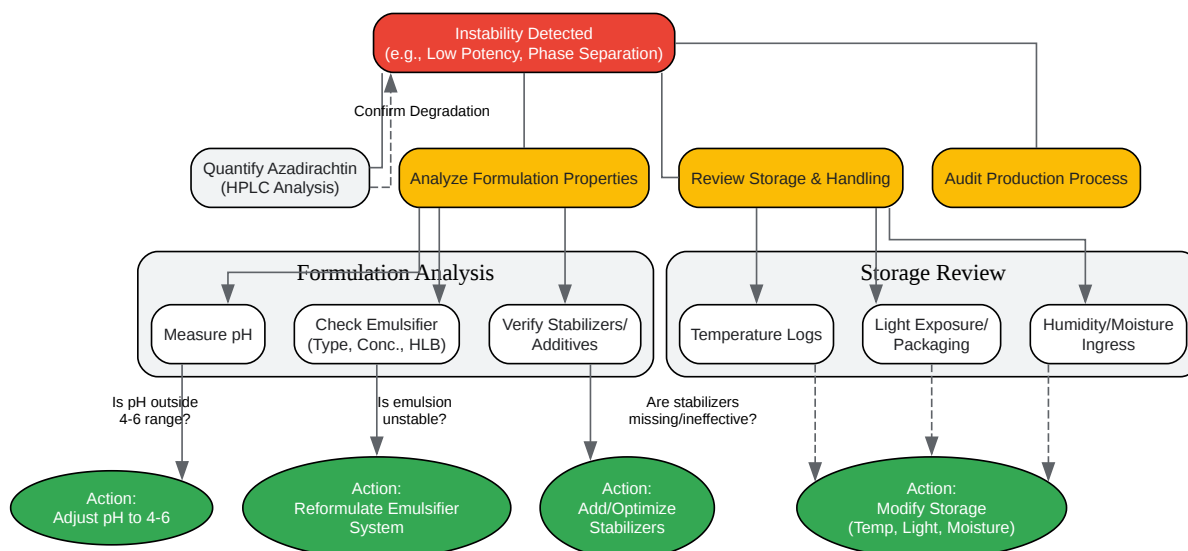 Instability Detected
(e.g., Low Potency, Phase Separation)
Confirm Degradation
Quantify Azadirachtin
(HPLC Analysis)
Analyze Formulation Properties
Review Storage & Handling
Audit Production Process
Formulation Analysis
Storage Review
Measure pH
Check Emulsifier
(Type, Conc., HLB)
Verify Stabilizers/
Additives
Temperature Logs
Light Exposure/
Packaging
Humidity/Moisture
Ingress
Is pH outside
4-6 range?
Is emulsion
unstable?
Are stabilizers
missing/ineffective?
Action:
Adjust pH to 4-6
Action:
Reformulate Emulsifier
System
Action:
Add/Optimize
Stabilizers
Action:
Modify Storage
(Temp, Light, Moisture)